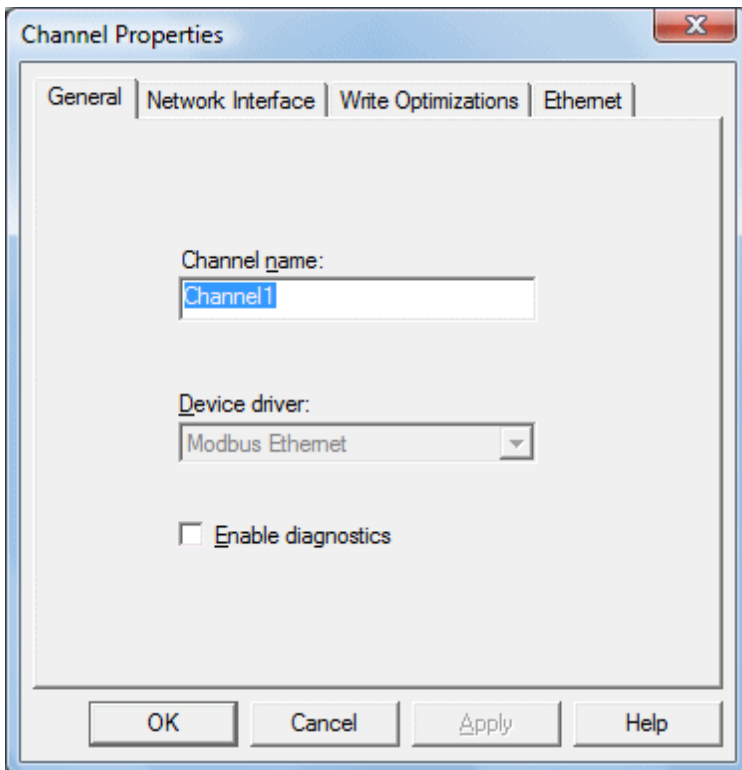 Channel Properties
General Network Interface Write Optimizations Ethernet
Channel name:
Channel1
Device driver:
Modbus Ethernet
Enable diagnostics
OK Cancel Apply Help